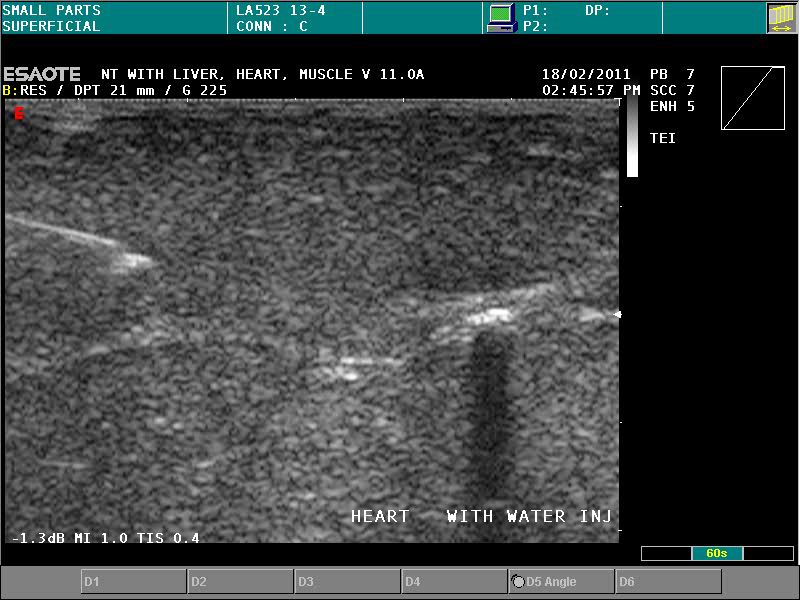 SMALL PARTS
SUPERFICIAL
LA523 13-4
CONN : C
P1: DP:
P2:
ESAOTE NT WITH LIVER, HEART, MUSCLE V 11.0A
18/02/2011 PB 7
B:RES / DPT 21 mm / G 225
02:45:57 PM SCC 7
ENH 5
TEI
E
HEART WITH WATER INJ
-1.3dB MI 1.0 TIS 0.4
60s
D1 D2 D3 D4 D5 Angle D6